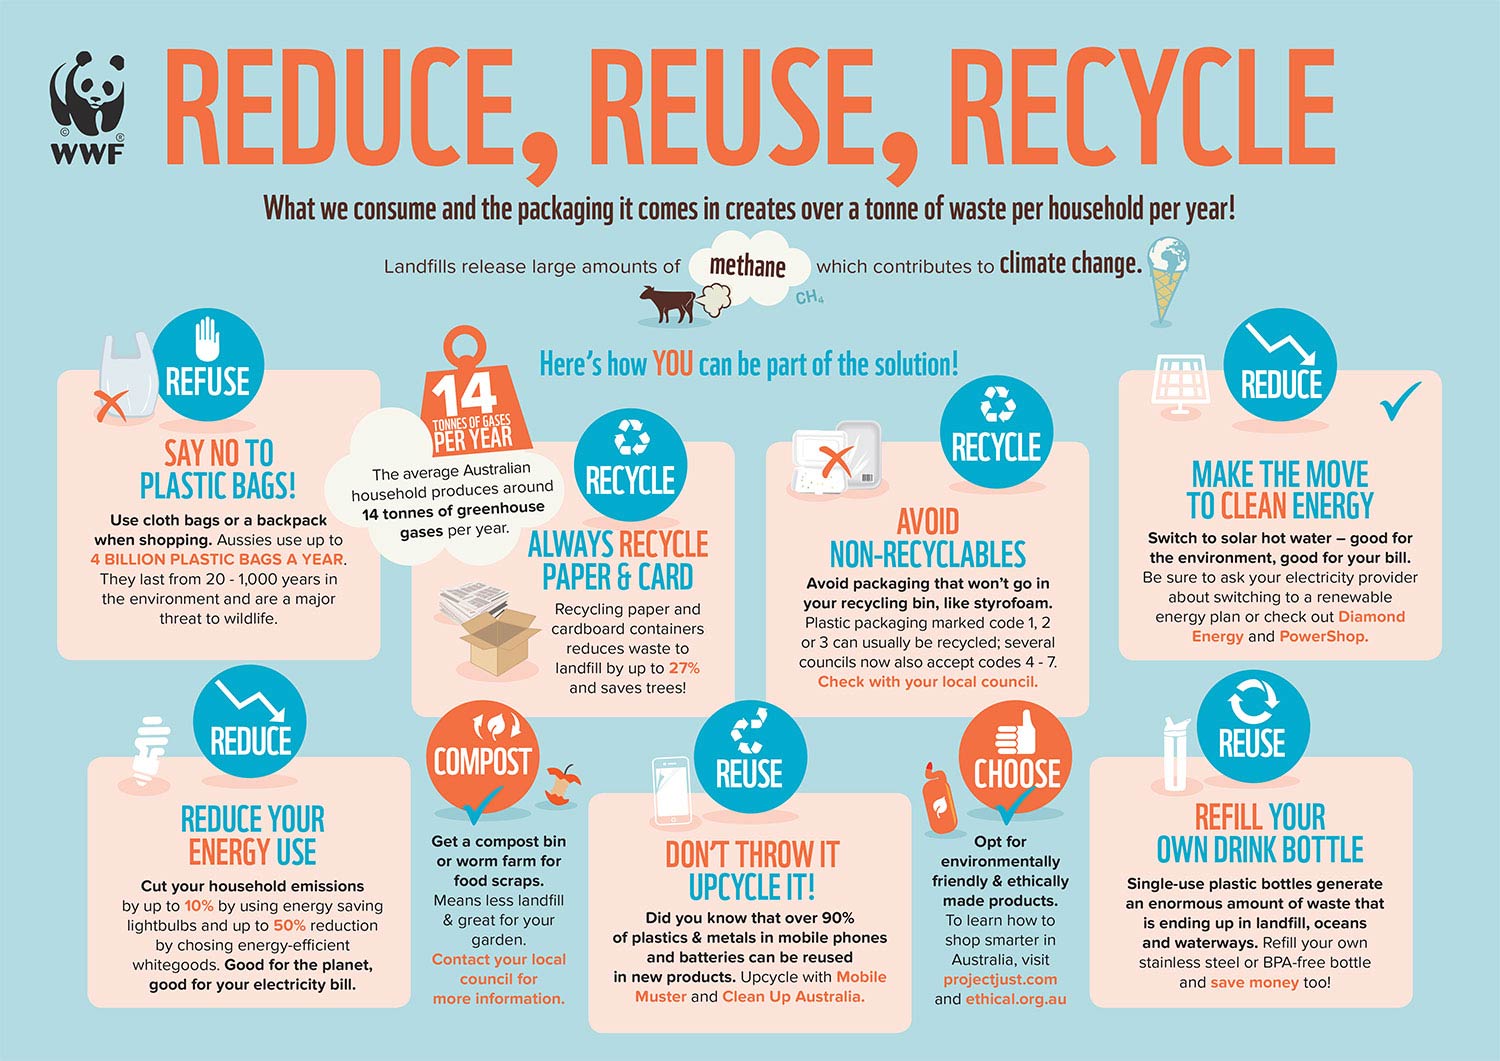 WWF
©
®
REDUCE, REUSE, RECYCLE
What we consume and the packaging it comes in creates over a tonne of waste per household per year!
Landfills release large amounts of methane which contributes to climate change.
CH₄
Here's how YOU can be part of the solution!
REFUSE
SAY NO TO
PLASTIC BAGS!
Use cloth bags or a backpack
when shopping. Aussies use up to
4 BILLION PLASTIC BAGS A YEAR.
They last from 20 - 1,000 years in
the environment and are a major
threat to wildlife.
14
TONNES OF GASES
PER YEAR
The average Australian
household produces around
14 tonnes of greenhouse
gases per year.
RECYCLE
ALWAYS RECYCLE
PAPER & CARD
Recycling paper and
cardboard containers
reduces waste to
landfill by up to 27%
and saves trees!
RECYCLE
AVOID
NON-RECYCLABLES
Avoid packaging that won't go in
your recycling bin, like styrofoam.
Plastic packaging marked code 1, 2
or 3 can usually be recycled; several
councils now also accept codes 4 - 7.
Check with your local council.
REDUCE
MAKE THE MOVE
TO CLEAN ENERGY
Switch to solar hot water – good for
the environment, good for your bill.
Be sure to ask your electricity provider
about switching to a renewable
energy plan or check out Diamond
Energy and PowerShop.
REDUCE
REDUCE YOUR
ENERGY USE
Cut your household emissions
by up to 10% by using energy saving
lightbulbs and up to 50% reduction
by chosing energy-efficient
whitegoods. Good for the planet,
good for your electricity bill.
COMPOST
Get a compost bin
or worm farm for
food scraps.
Means less landfill
& great for your
garden.
Contact your local
council for
more information.
REUSE
DON'T THROW IT
UPCYCLE IT!
Did you know that over 90%
of plastics & metals in mobile phones
and batteries can be reused
in new products. Upcycle with Mobile
Muster and Clean Up Australia.
CHOOSE
Opt for
environmentally
friendly & ethically
made products.
To learn how to
shop smarter in
Australia, visit
projectjust.com
and ethical.org.au
REUSE
REFILL YOUR
OWN DRINK BOTTLE
Single-use plastic bottles generate
an enormous amount of waste that
is ending up in landfill, oceans
and waterways. Refill your own
stainless steel or BPA-free bottle
and save money too!